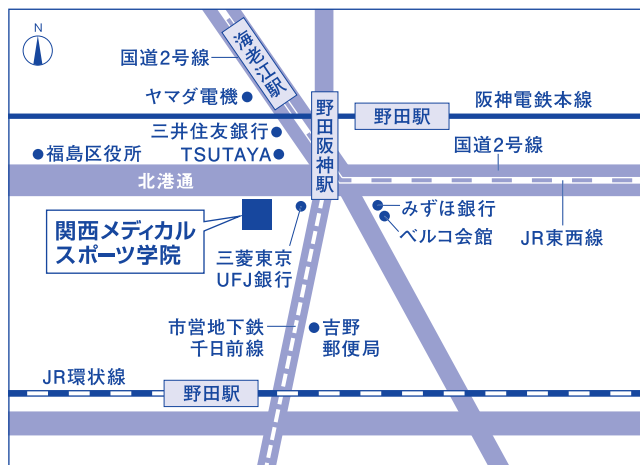 N
国道2号線
海老江駅
ヤマダ電機
野田阪神駅
野田駅
阪神電鉄本線
三井住友銀行
国道2号線
福島区役所
TSUTAYA
北港通
みずほ銀行
関西メディカル
スポーツ学院
三菱東京
UFJ銀行
ベルコ会館
JR東西線
市営地下鉄
千日前線
吉野
郵便局
JR環状線
野田駅